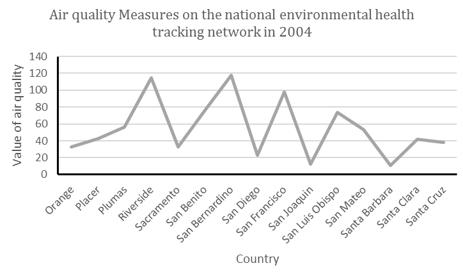 Air quality Measures on the national environmental health
tracking network in 2004
Value of air quality
140
120
100
80
60
40
20
0
Orange
Placer
Plumas
Riverside
Sacramento
San Benito
San Bernardino
San Diego
San Francisco
San Joaquin
San Luis Obispo
San Mateo
Santa Barbara
Santa Clara
Santa Cruz
Country